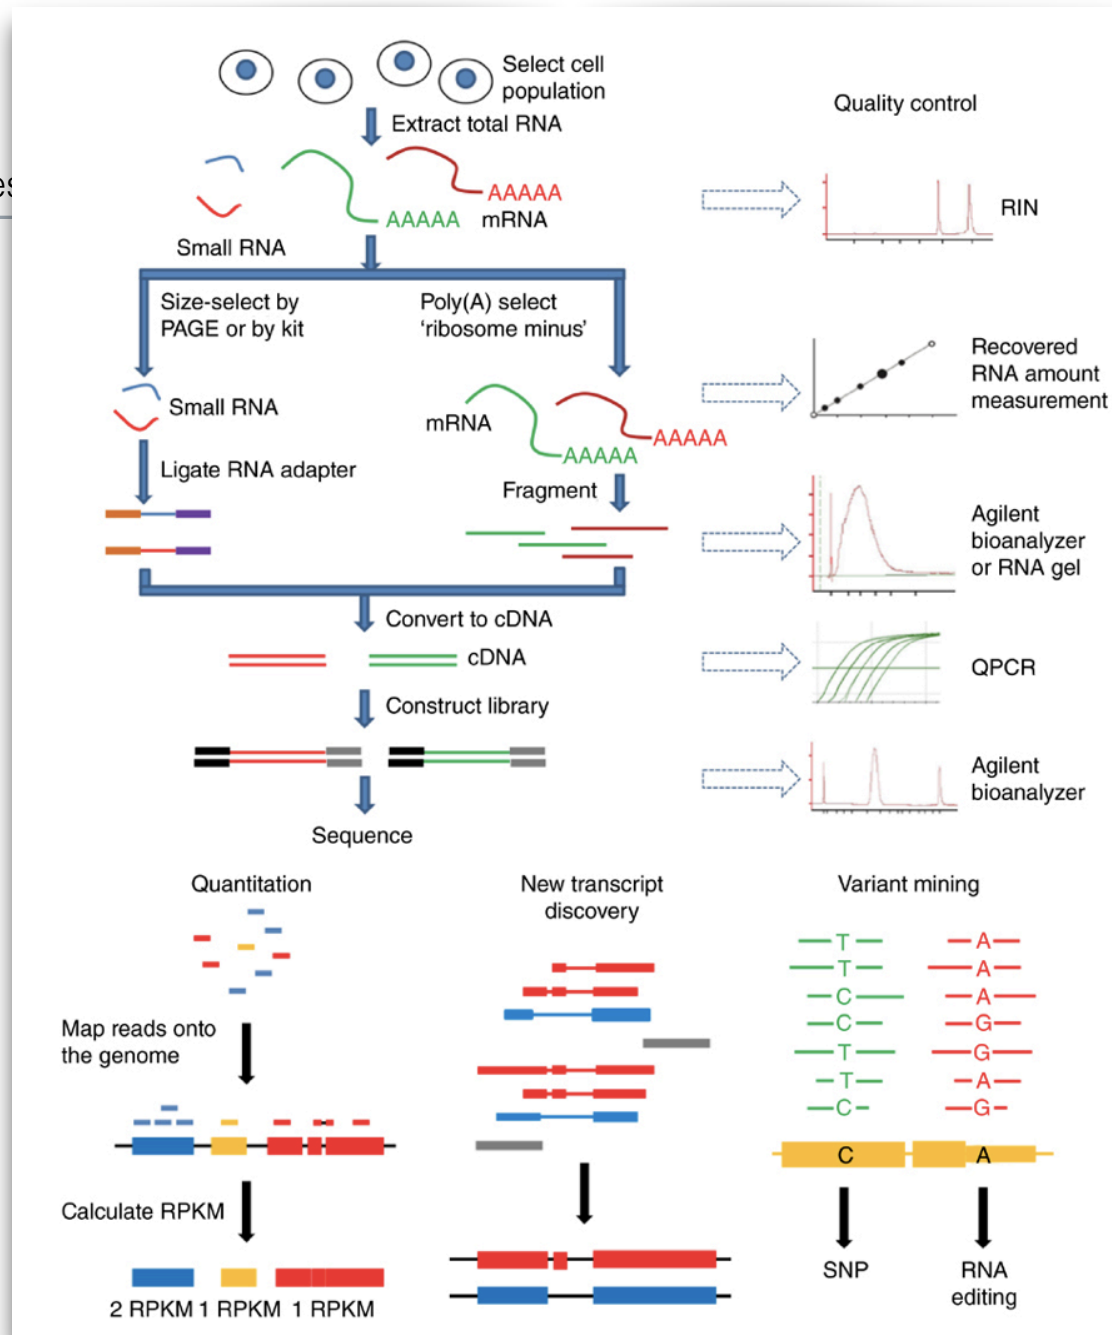 Select cell
population
Extract total RNA
Quality control
es
AAAAA
AAAAA
mRNA
Small RNA
RIN
Size-select by
PAGE or by kit
Poly(A) select
‘ribosome minus’
Small RNA
mRNA
AAAAA
AAAAA
Recovered
RNA amount
measurement
Ligate RNA adapter
Fragment
Agilent
bioanalyzer
or RNA gel
Convert to cDNA
cDNA
QPCR
Construct library
Agilent
bioanalyzer
Sequence
Quantitation
Map reads onto
the genome
Calculate RPKM
2 RPKM 1 RPKM 1 RPKM
New transcript
discovery
Variant mining
T A
T A
C A
C G
T G
T A
C G
C A
SNP
RNA
editing